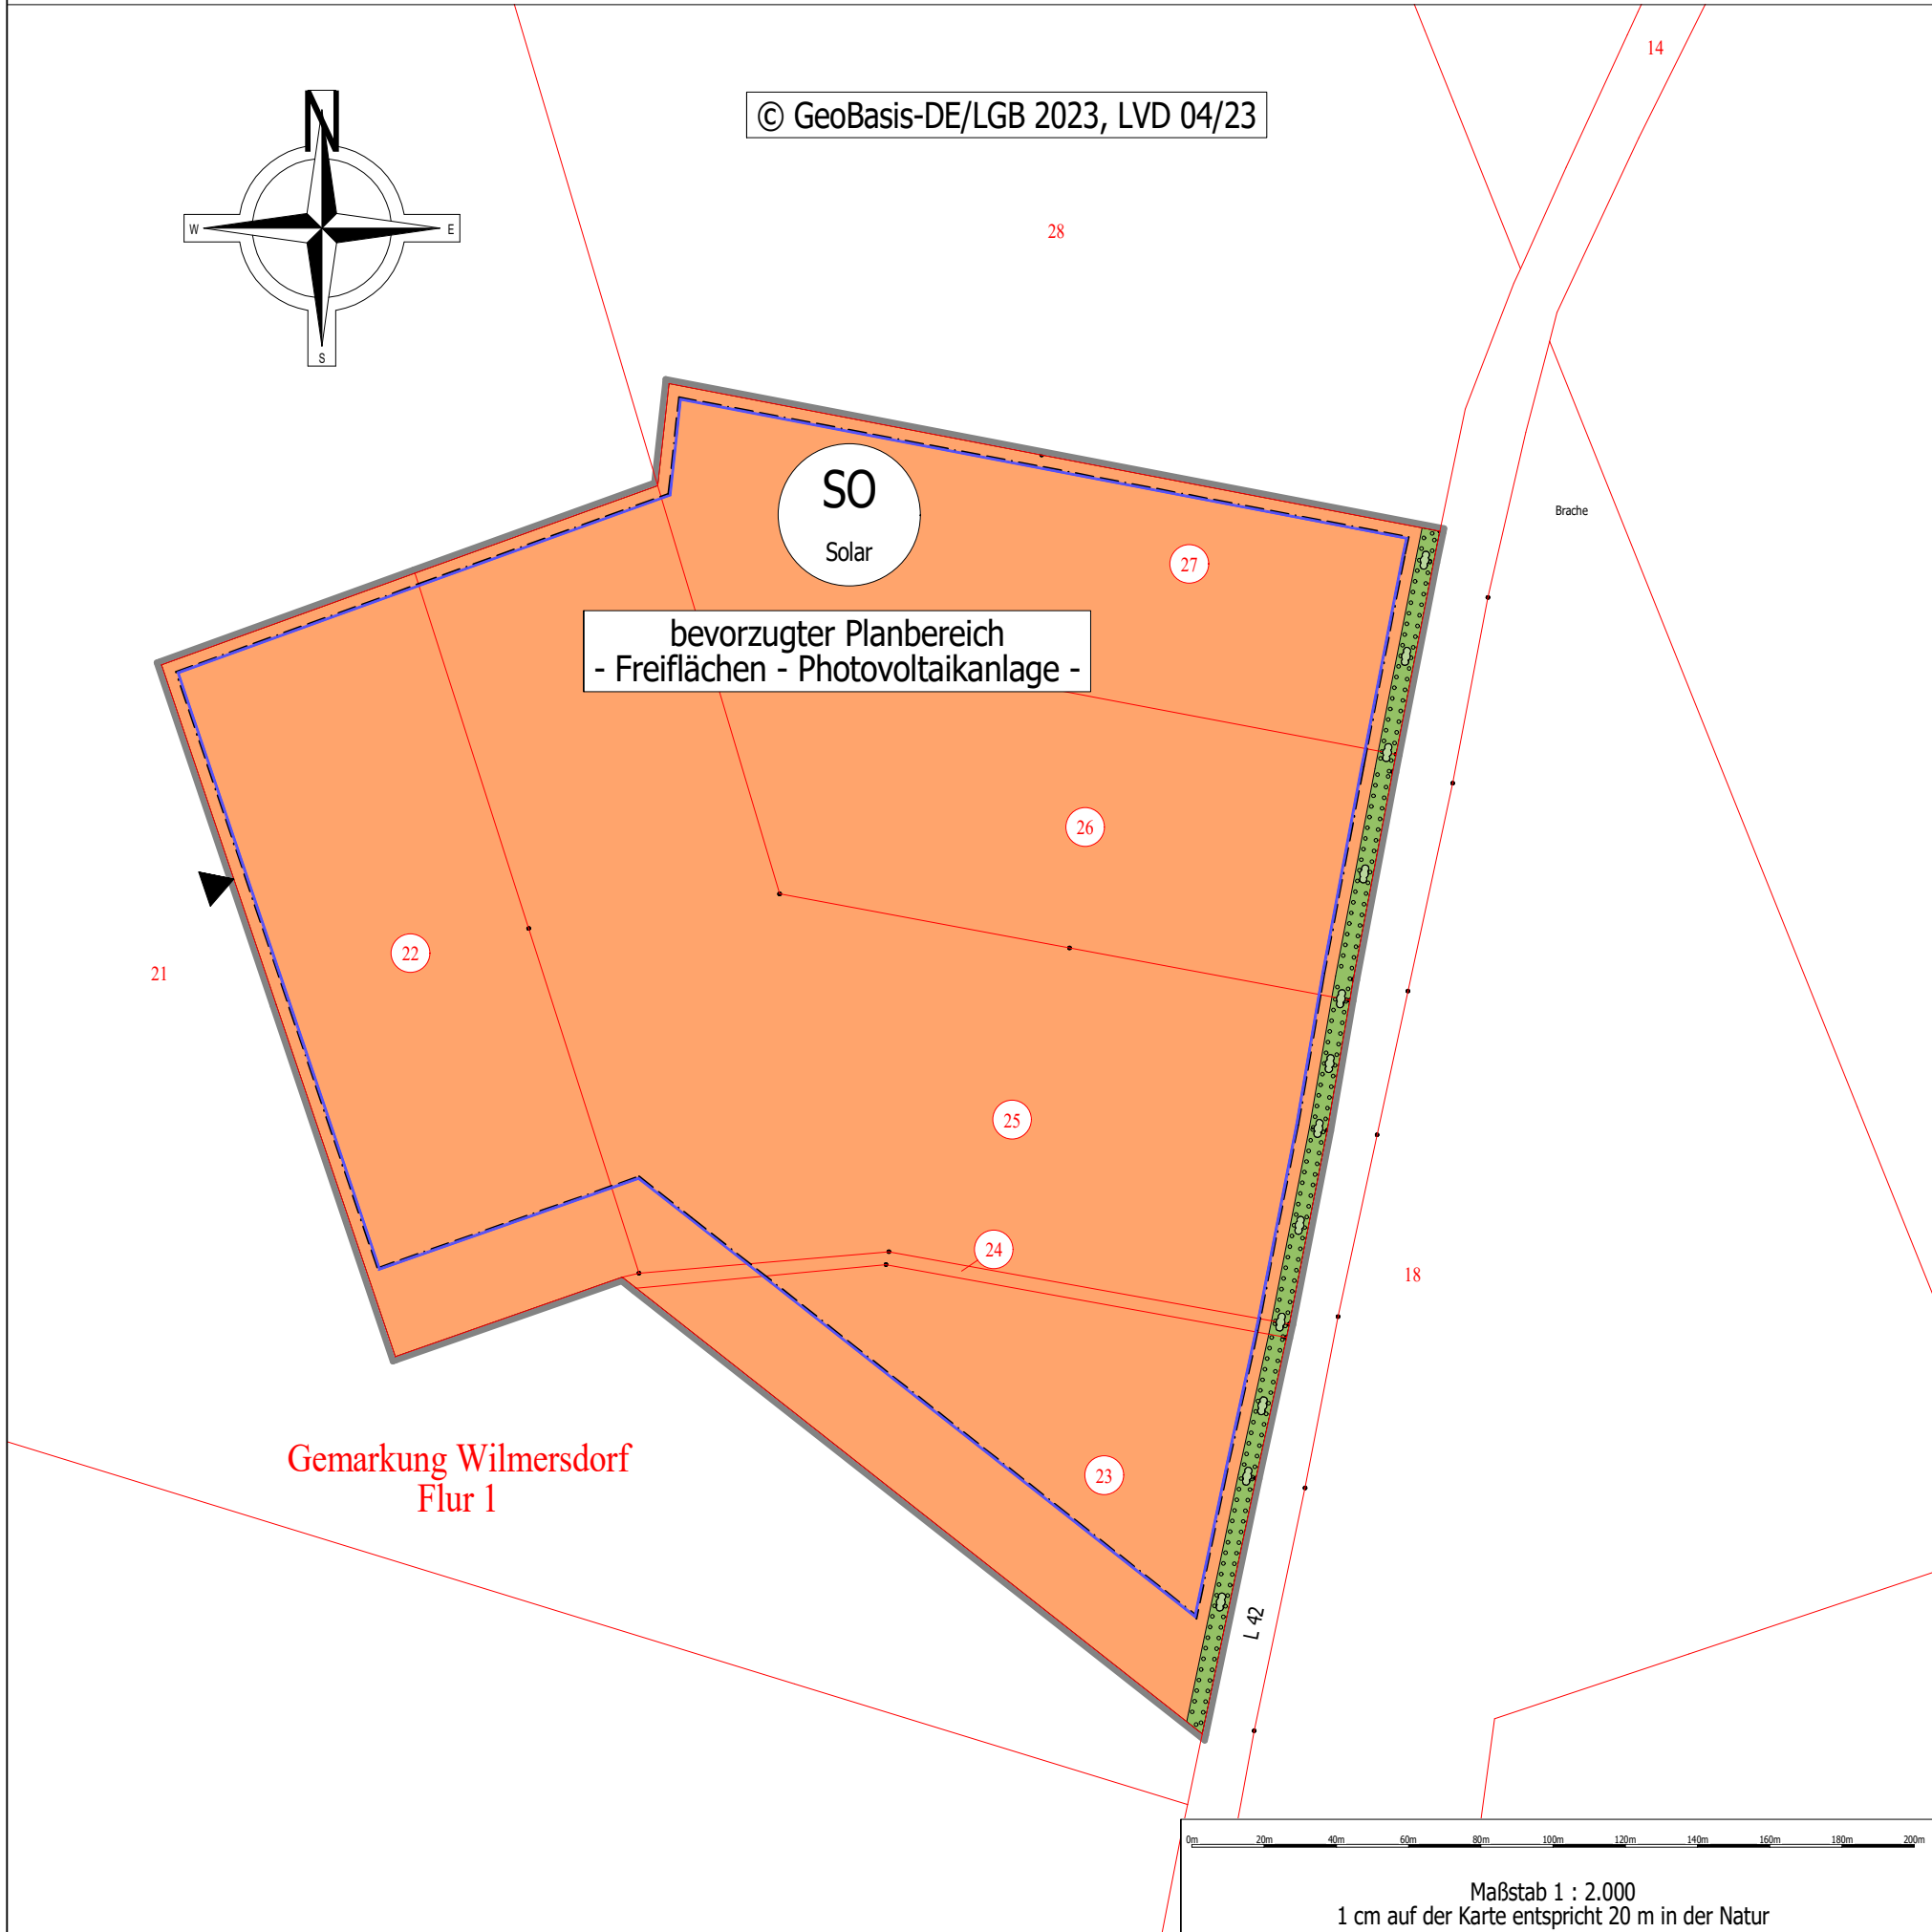 14
N
© GeoBasis-DE/LGB 2023, LVD 04/23
W
E
28
S
SO
Solar
Brache
27
bevorzugter Planbereich
- Freiflächen - Photovoltaikanlage -
26
22
21
25
24
18
Gemarkung Wilmersdorf
Flur 1
23
L 42
0m 20m 40m 60m 80m 100m 120m 140m 160m 180m 200m
Maßstab 1 : 2.000
1 cm auf der Karte entspricht 20 m in der Natur